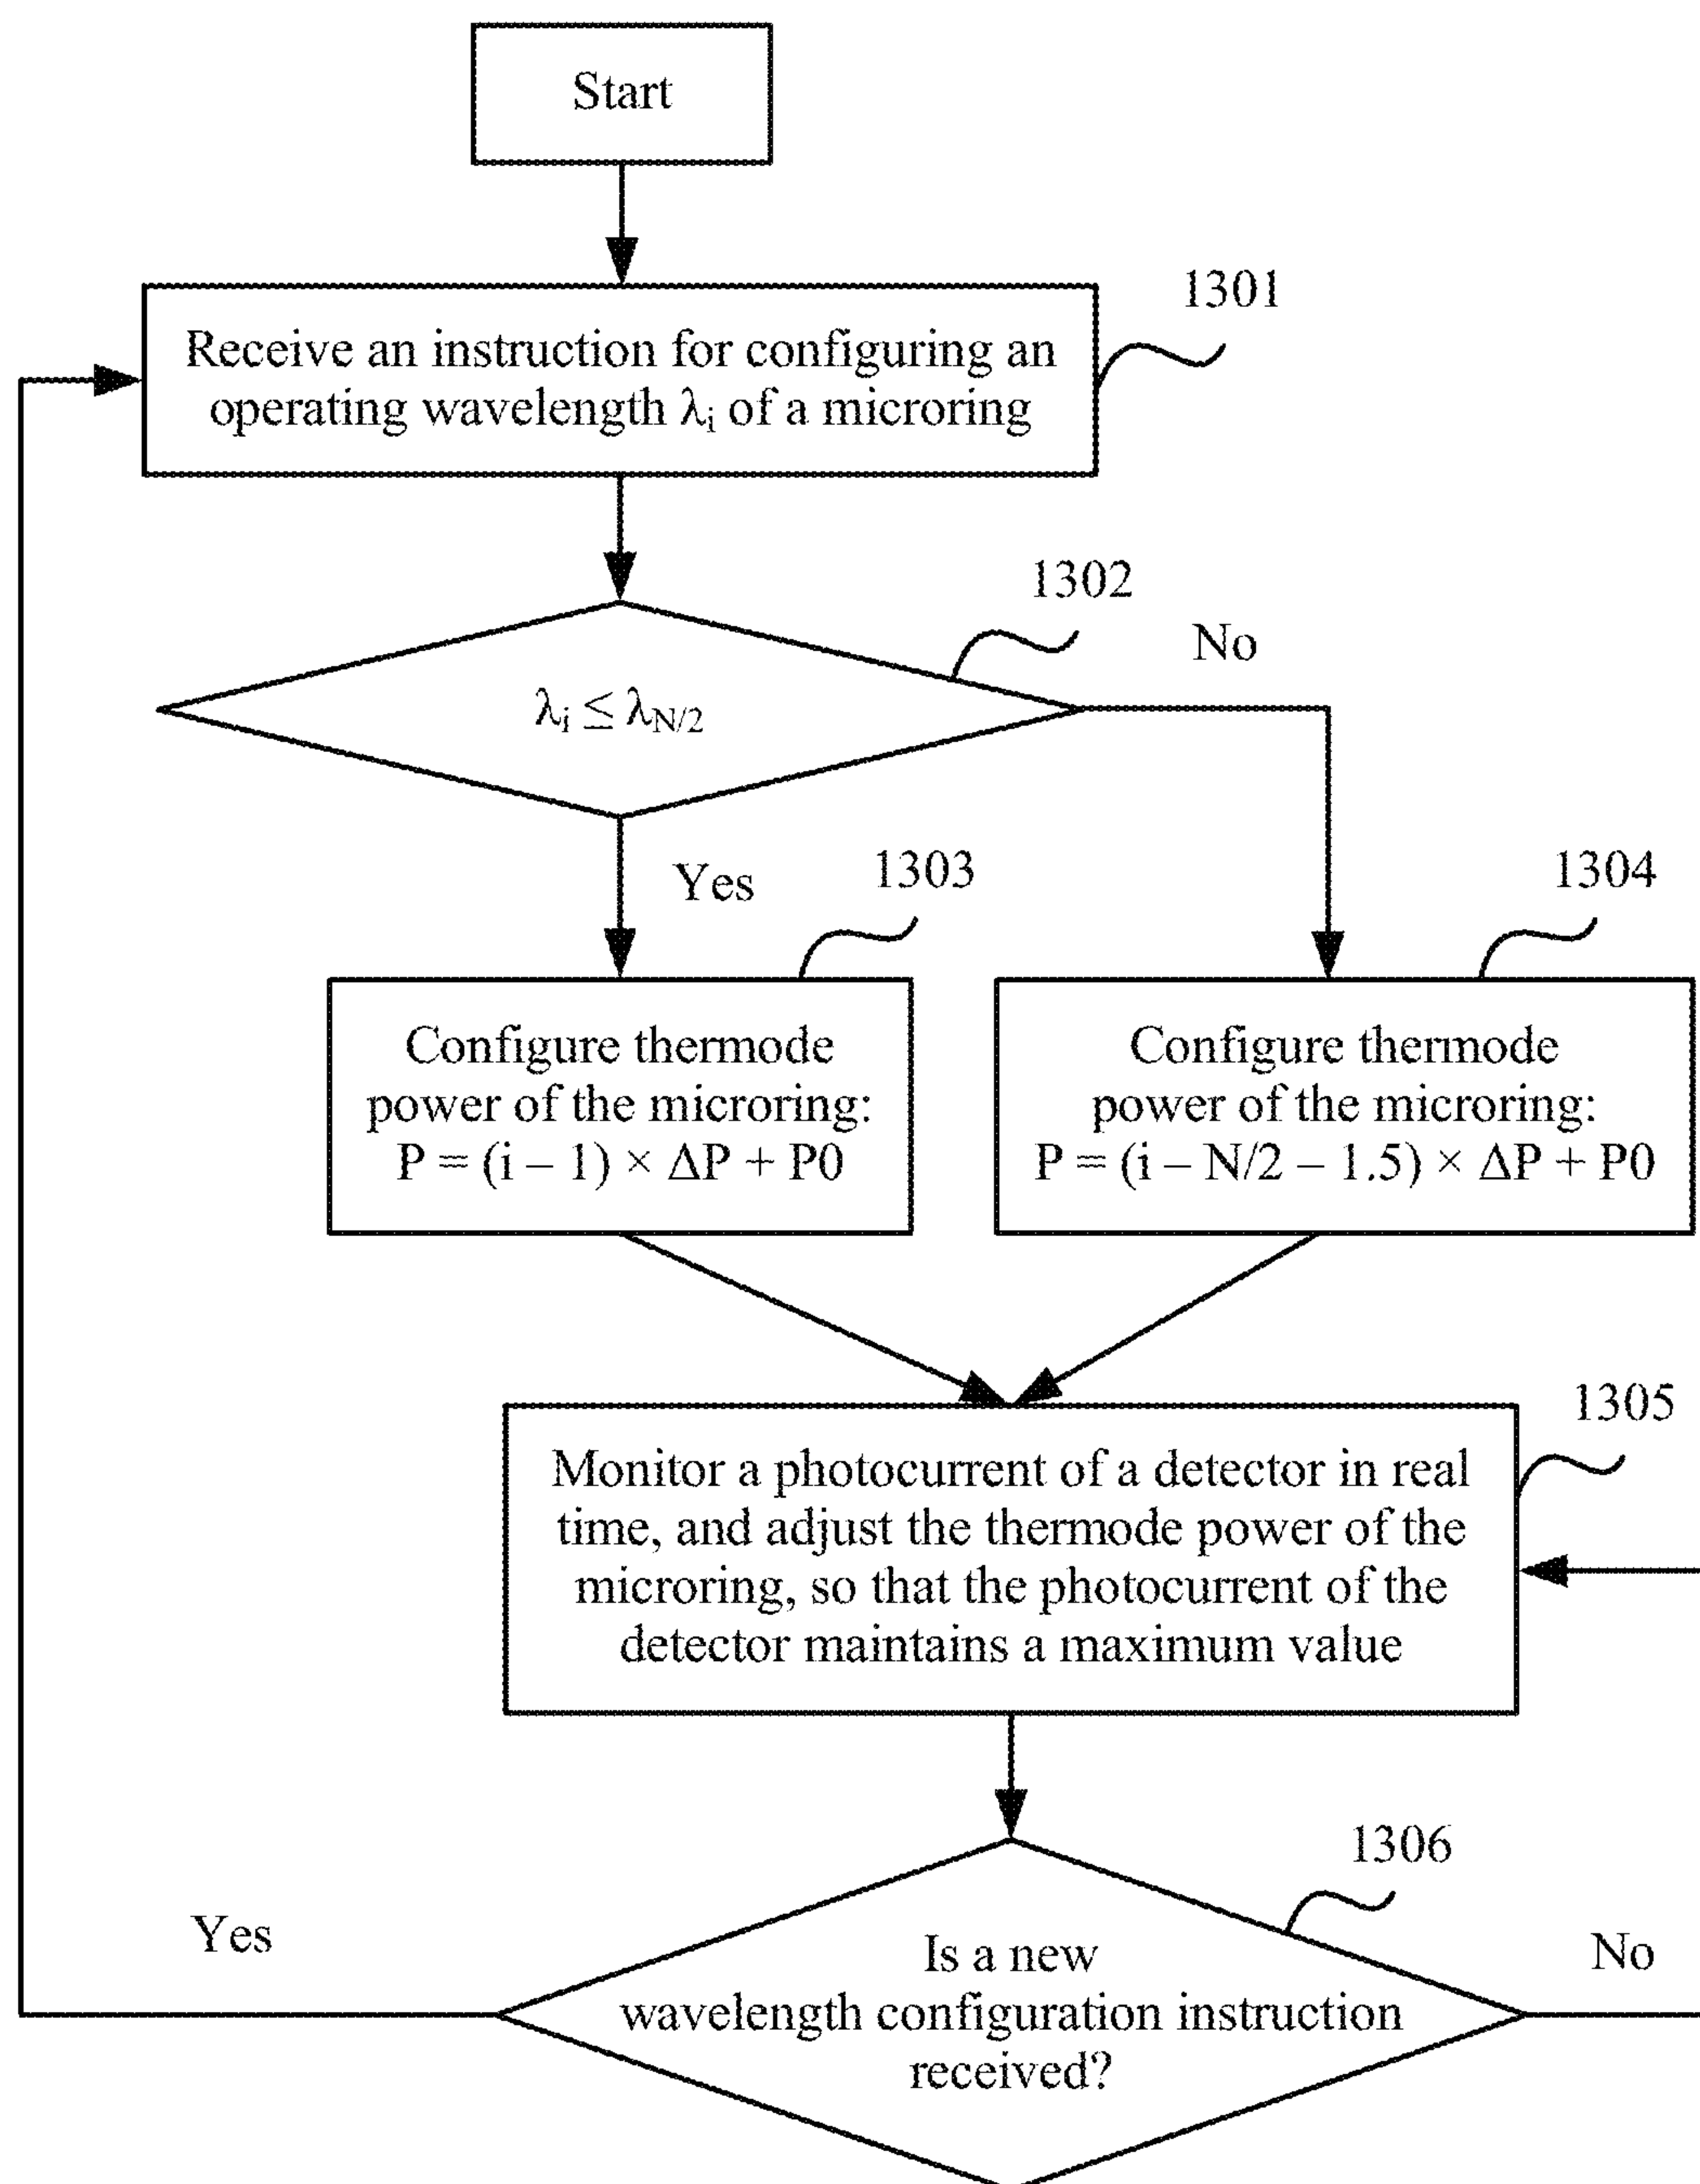 Start
1301
Receive an instruction for configuring an
operating wavelength λi of a microring
1302
No
λi ≤ λN/2
Yes
1303
1304
Configure thermode
power of the microring:
P = (i – 1) × ΔP + P0
Configure thermode
power of the microring:
P = (i – N/2 – 1.5) × ΔP + P0
1305
Monitor a photocurrent of a detector in real
time, and adjust the thermode power of the
microring, so that the photocurrent of the
detector maintains a maximum value
1306
Yes
No
Is a new
wavelength configuration instruction
received?